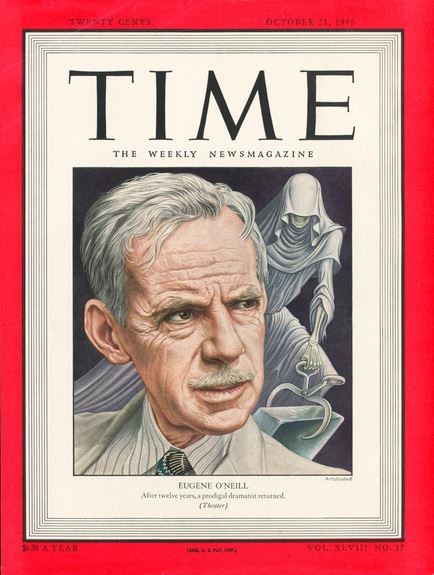 TWENTY CENTS OCTOBER 21, 1946
TIME
THE WEEKLY NEWSMAGAZINE
Artzybasheff
EUGENE O'NEILL
After twelve years, a prodigal dramatist returned.
(Theater)
$6.50 A YEAR (REG. U. S. PAT. OFF.) VOL. XLVIII NO. 17